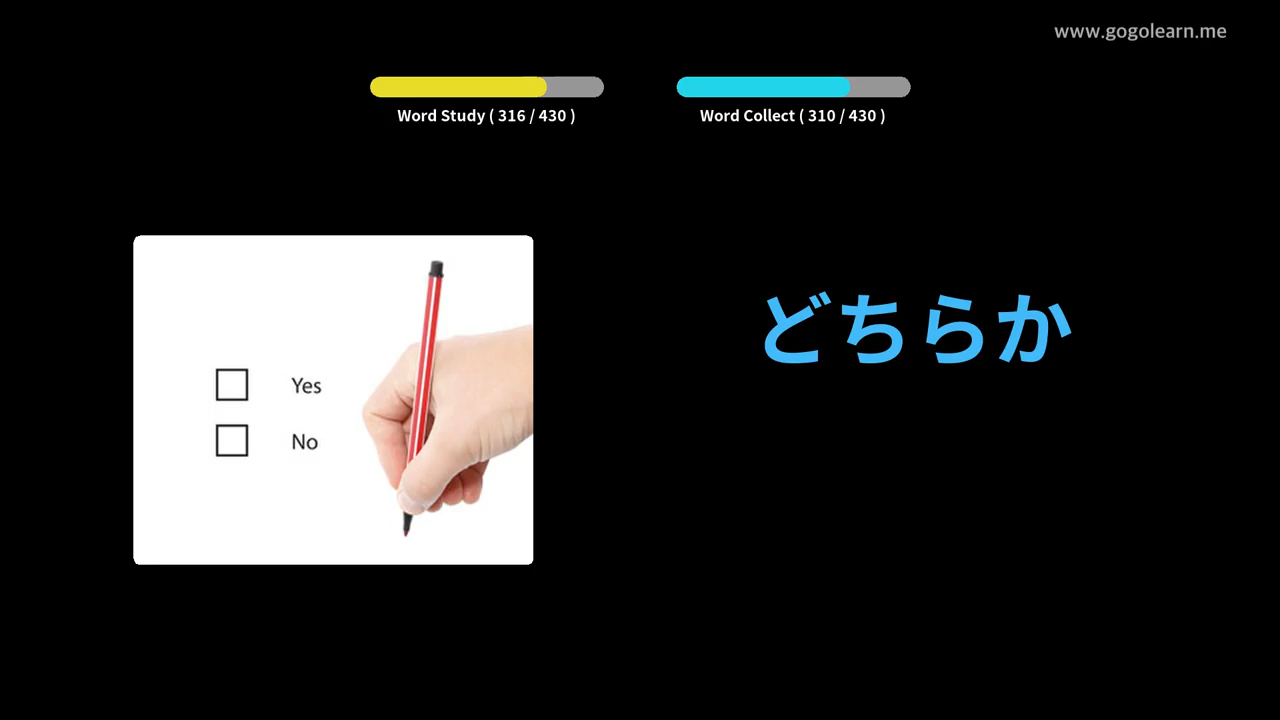 www.gogolearn.me
Word Study ( 316 / 430 )
Word Collect ( 310 / 430 )
Yes
No
どちらか